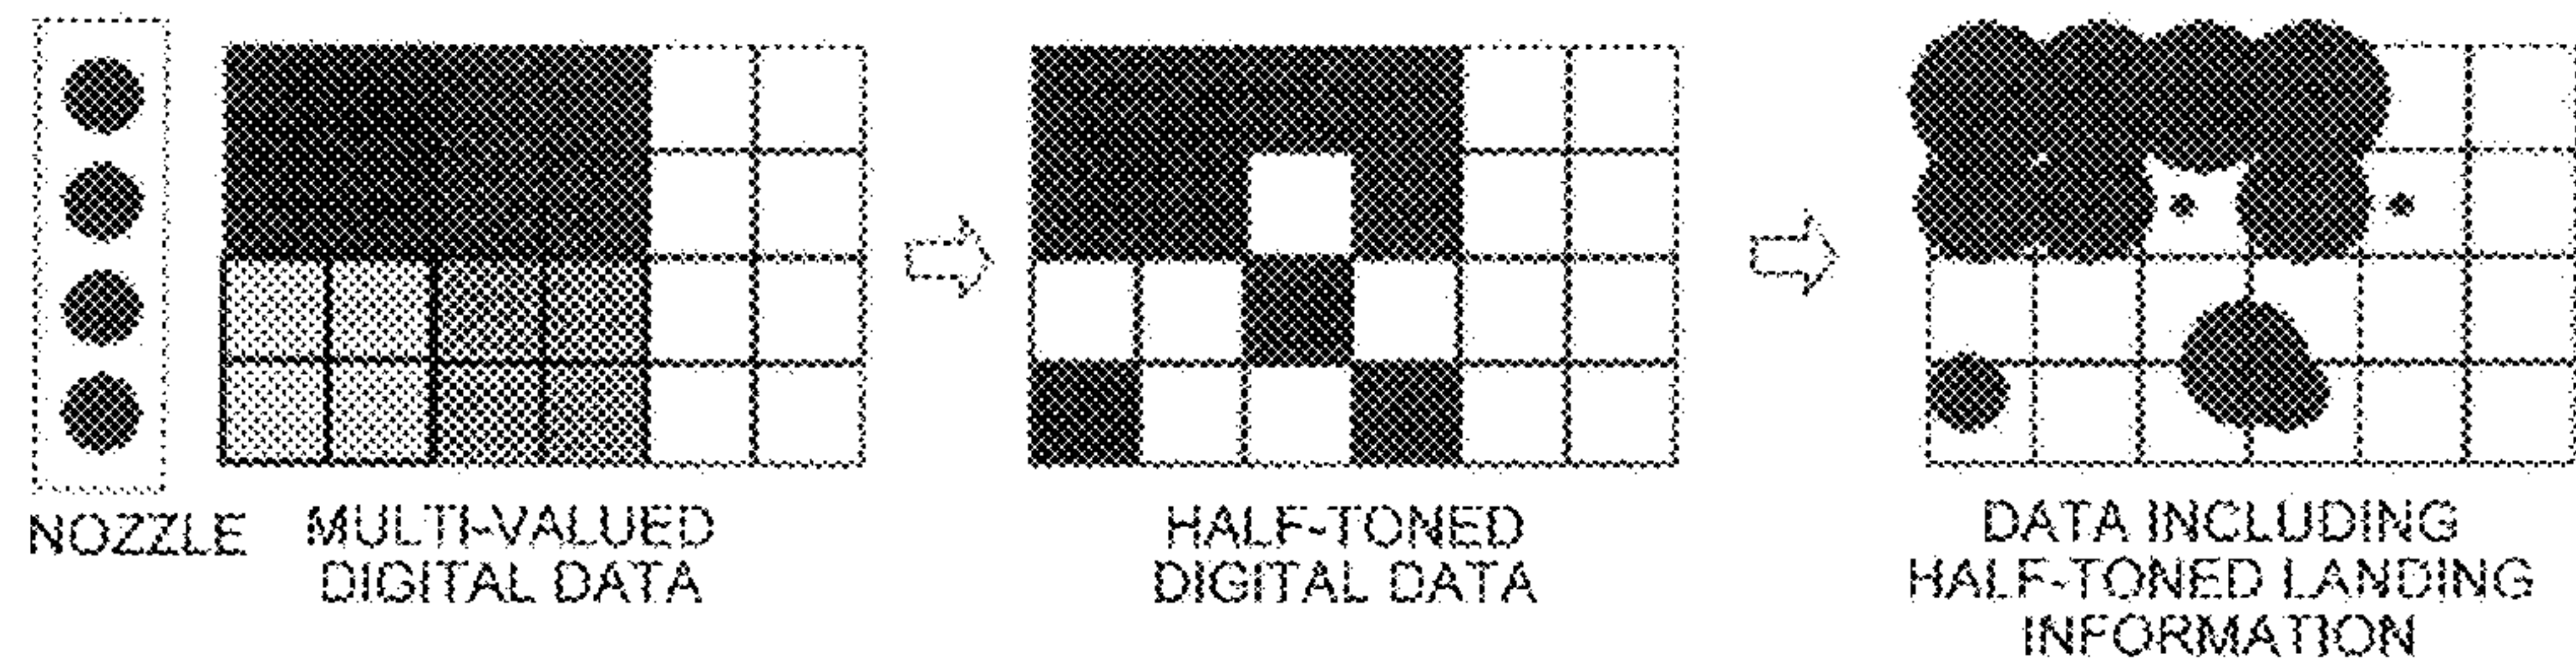 NOZZLE
MULTI-VALUED
DIGITAL DATA
HALF-TONED
DIGITAL DATA
DATA INCLUDING
HALF-TONED LANDING
INFORMATION